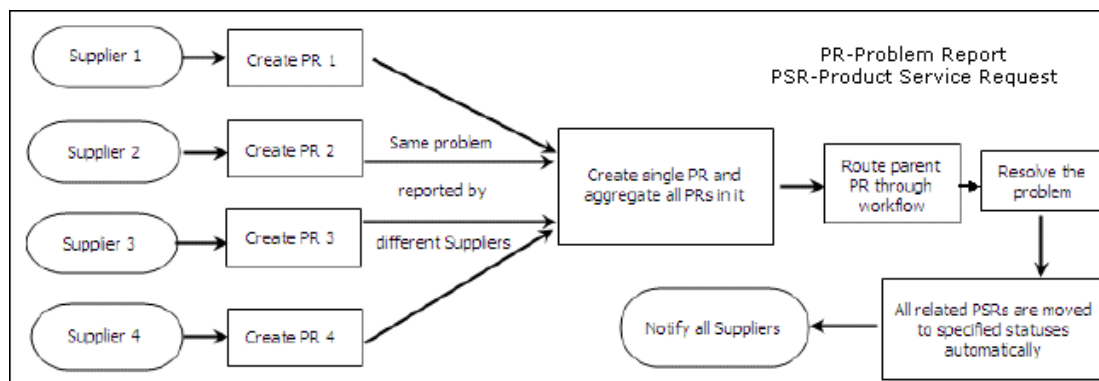 Supplier 1
Create PR 1
PR-Problem Report
PSR-Product Service Request
Supplier 2
Create PR 2
Same problem
reported by
different Suppliers
Supplier 3
Create PR 3
Supplier 4
Create PR 4
Create single PR and
aggregate all PRs in it
Route parent
PR through
workflow
Resolve the
problem
All related PSRs are moved
to specified statuses
automatically
Notify all Suppliers